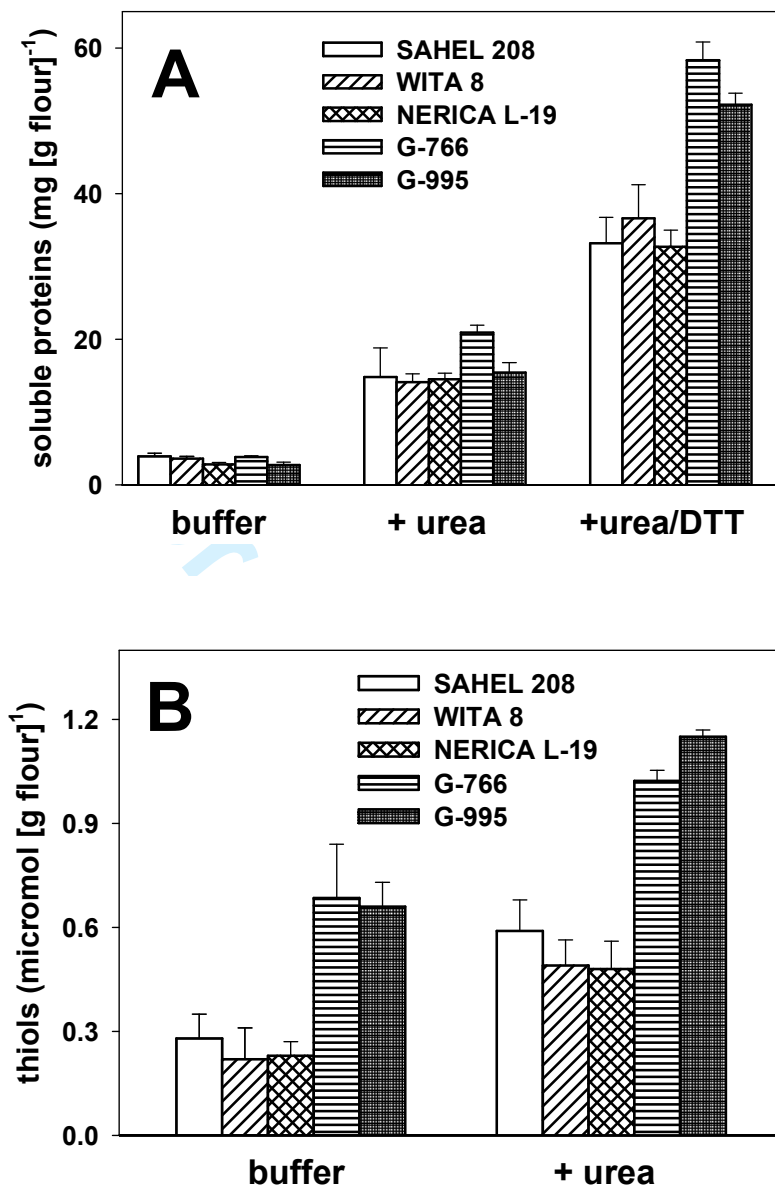 A
SAHEL 208
WITA 8
NERICA L-19
G-766
G-995
soluble proteins (mg [g flour]-1)
60
40
20
0
buffer + urea +urea/DTT
B
SAHEL 208
WITA 8
NERICA L-19
G-766
G-995
thiols (micromol [g flour]1)
1.2
0.9
0.6
0.3
0.0
buffer + urea